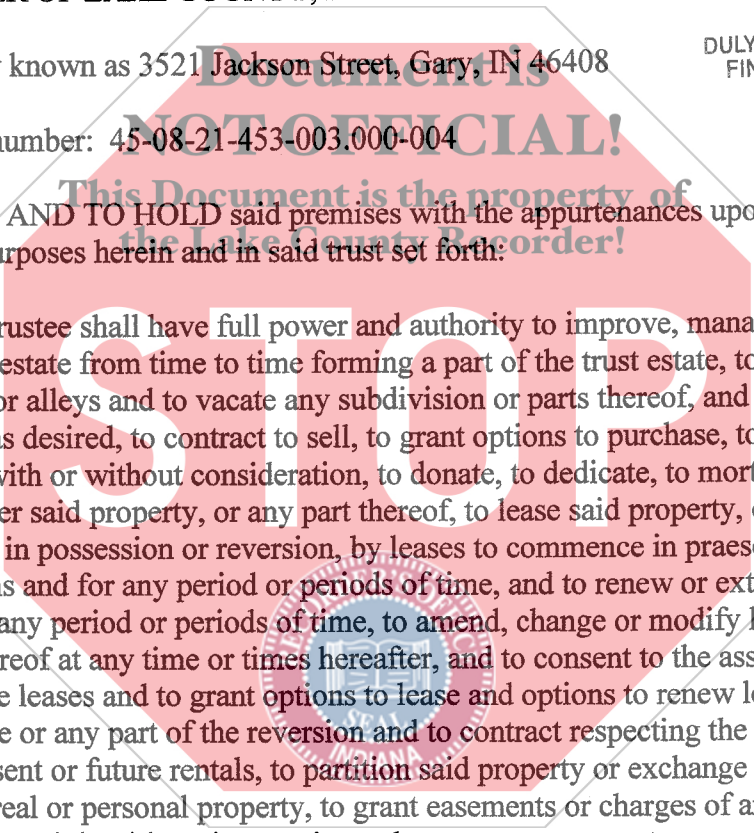 known as 3521 Jackson Street, Gary, IN 46408
DULY
FIN
number: 45-08-21-453-003.000-004
Document is
NOT OFFICIAL!
This Document is the property of
the Lake County Recorder!
AND TO HOLD said premises with the appurtenances upo
urposes herein and in said trust set forth:
STOP
rustee shall have full power and authority to improve, mana
estate from time to time forming a part of the trust estate, to
or alleys and to vacate any subdivision or parts thereof, and
as desired, to contract to sell, to grant options to purchase, to
with or without consideration, to donate, to dedicate, to mort
er said property, or any part thereof, to lease said property,
in possession or reversion, by leases to commence in praese
ns and for any period or periods of time, and to renew or ext
any period or periods of time, to amend, change or modify l
reof at any time or times hereafter, and to consent to the ass
e leases and to grant options to lease and options to renew le
e or any part of the reversion and to contract respecting the
sent or future rentals, to partition said property or exchange
real or personal property, to grant easements or charges of a
SEAL
INDIANA